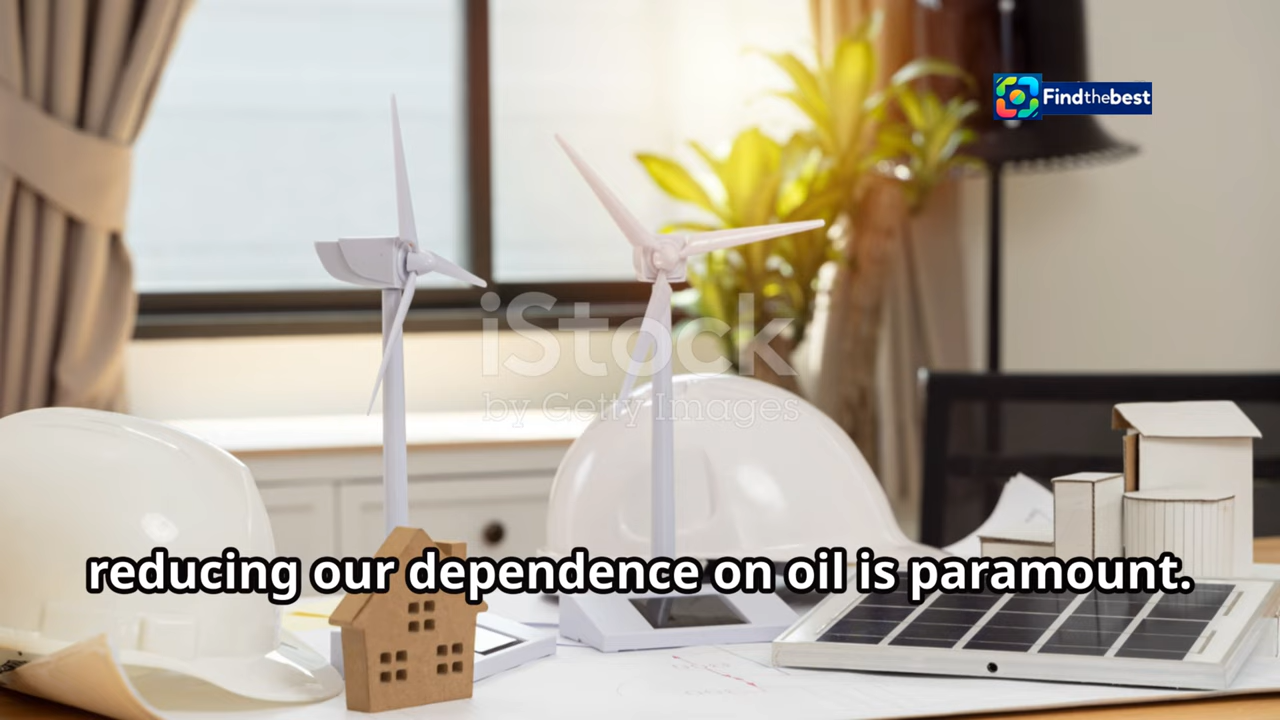 Findthebest
iStock
by Getty Images
reducing our dependence on oil is paramount.